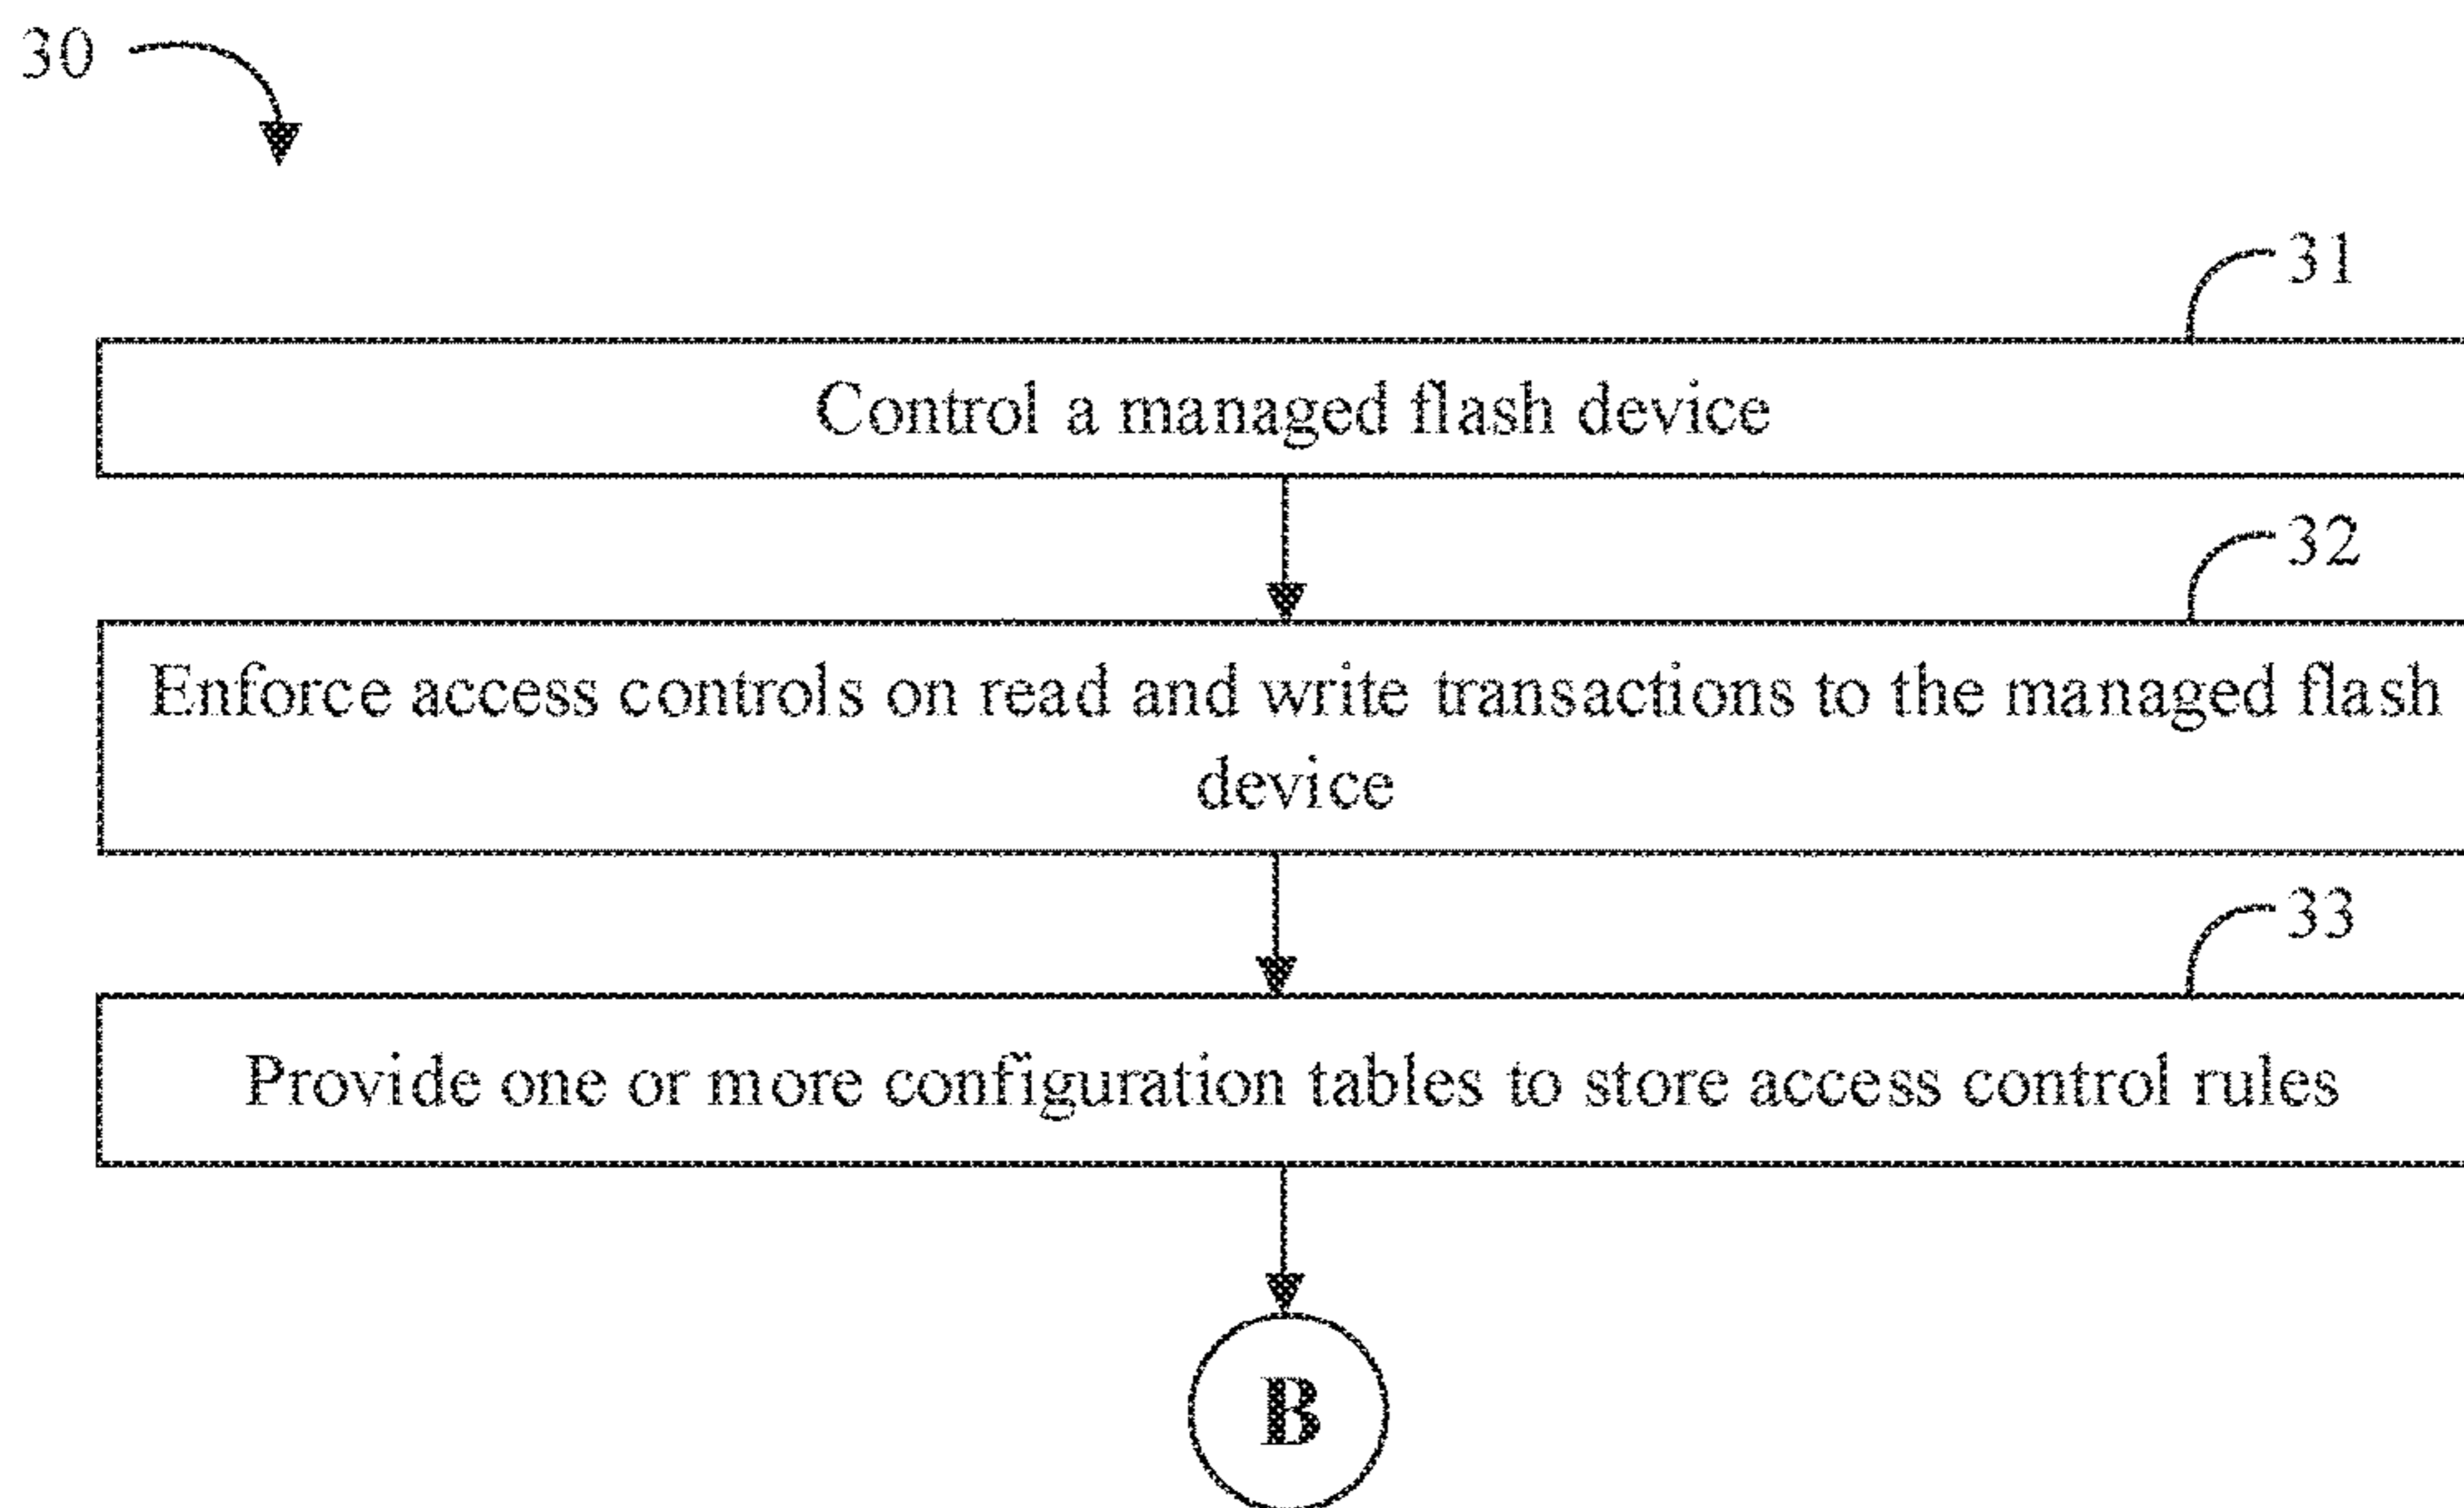 30
31
Control a managed flash device
32
Enforce access controls on read and write transactions to the managed flash
device
33
Provide one or more configuration tables to store access control rules
B